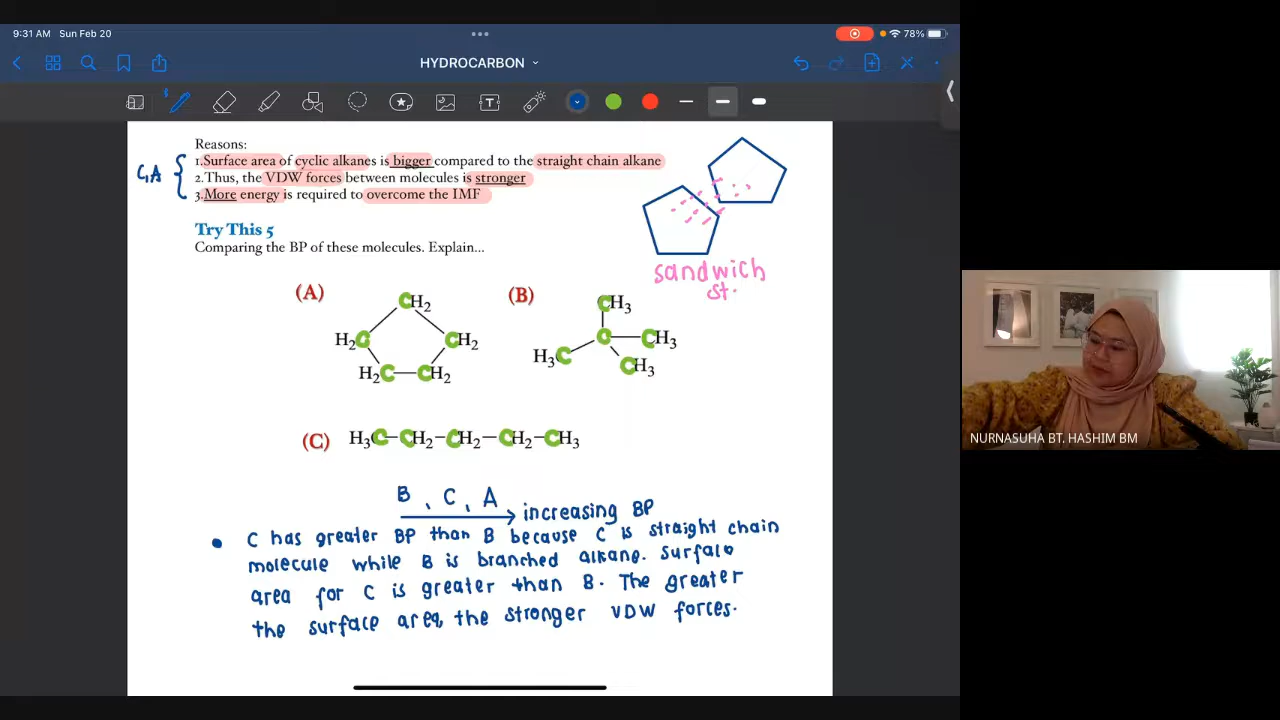 9:31 AM Sun Feb 20
78%
HYDROCARBON
Reasons:
1.Surface area of cyclic alkanes is bigger compared to the straight chain alkane
2.Thus, the VDW forces between molecules is stronger
3.More energy is required to overcome the IMF
C,A
sandwich
st.
Try This 5
Comparing the BP of these molecules. Explain...
(A)
CH2
H2C CH2
H2C CH2
(B)
CH3
C CH3
H3C CH3
(C) H3C-CH2-CH2-CH2-CH3
B , C , A
increasing BP
C has greater BP than B because C is straight chain
molecule while B is branched alkane. Surface
area for C is greater than B. The greater
the surface area, the stronger VDW forces.
NURNASUHA BT. HASHIM BM